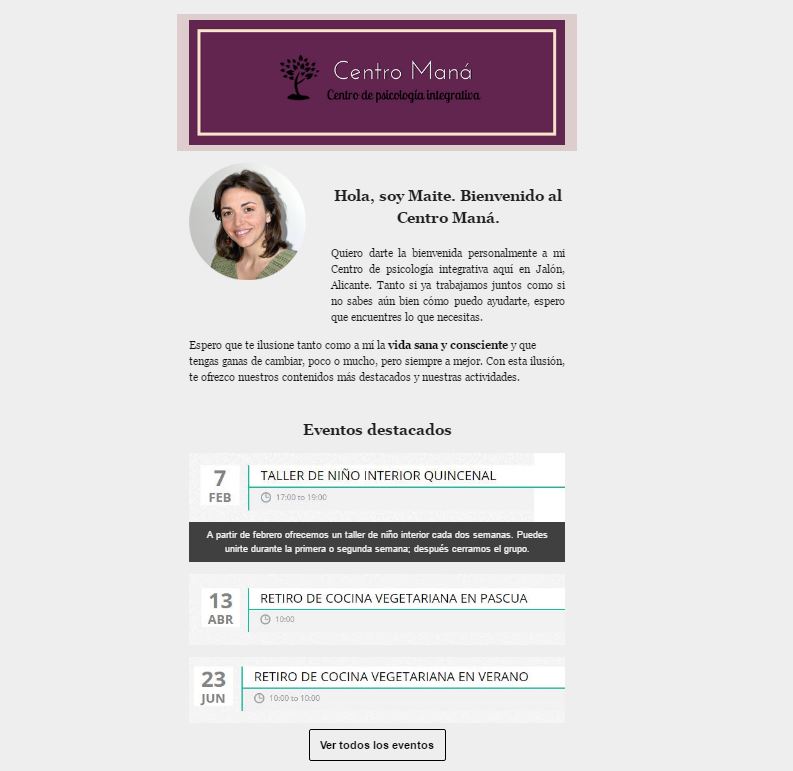 Centro Maná
Centro de psicología integrativa
Hola, soy Maite. Bienvenido al
Centro Maná.
Quiero darte la bienvenida personalmente a mi
Centro de psicología integrativa aquí en Jalón,
Alicante. Tanto si ya trabajamos juntos como si
no sabes aún bien cómo puedo ayudarte, espero
que encuentres lo que necesitas.
Espero que te ilusione tanto como a mí la vida sana y consciente y que
tengas ganas de cambiar, poco o mucho, pero siempre a mejor. Con esta ilusión,
te ofrezco nuestros contenidos más destacados y nuestras actividades.
Eventos destacados
7
FEB
TALLER DE NIÑO INTERIOR QUINCENAL
17:00 to 19:00
A partir de febrero ofrecemos un taller de niño interior cada dos semanas. Puedes
unirte durante la primera o segunda semana; después cerramos el grupo.
13
ABR
RETIRO DE COCINA VEGETARIANA EN PASCUA
10:00
23
JUN
RETIRO DE COCINA VEGETARIANA EN VERANO
10:00 to 10:00
Ver todos los eventos